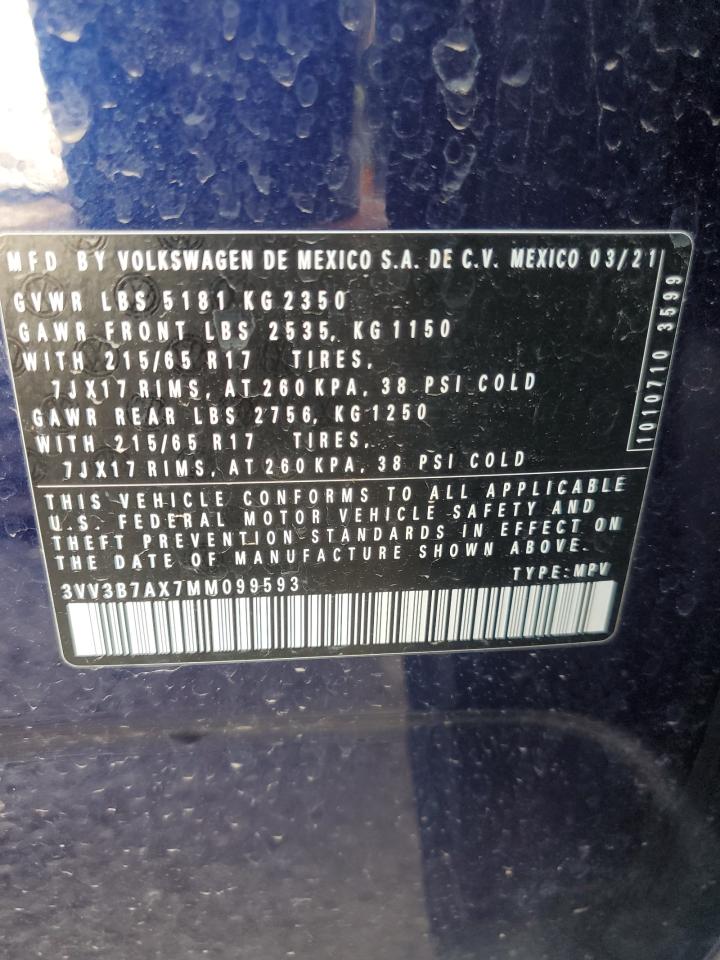 MFD BY VOLKSWAGEN DE MEXICO S.A. DE C.V. MEXICO 03/21
GVWR LBS 5181 KG 2350
GAWR FRONT LBS 2535, KG 1150
WITH 215/65 R17 TIRES,
7JX17 RIMS, AT 260 KPA, 38 PSI COLD
GAWR REAR LBS 2756, KG 1250
WITH 215/65 R17 TIRES,
7JX17 RIMS, AT 260 KPA, 38 PSI COLD
1010710 3599
THIS VEHICLE CONFORMS TO ALL APPLICABLE
U.S. FEDERAL MOTOR VEHICLE SAFETY AND
THEFT PREVENTION STANDARDS IN EFFECT ON
THE DATE OF MANUFACTURE SHOWN ABOVE.
3VV3B7AX7MM099593 TYPE: MPV